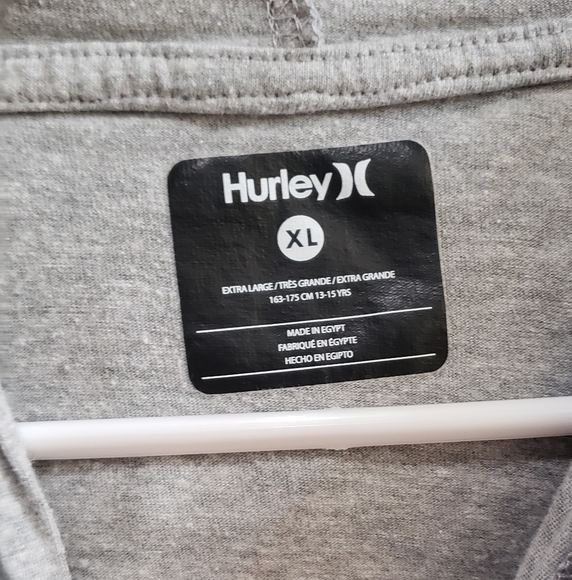 Hurley
XL
EXTRA LARGE / TRÈS GRANDE / EXTRA GRANDE
163-175 CM 13-15 YRS
MADE IN EGYPT
FABRIQUÉ EN ÉGYPTE
HECHO EN EGIPTO